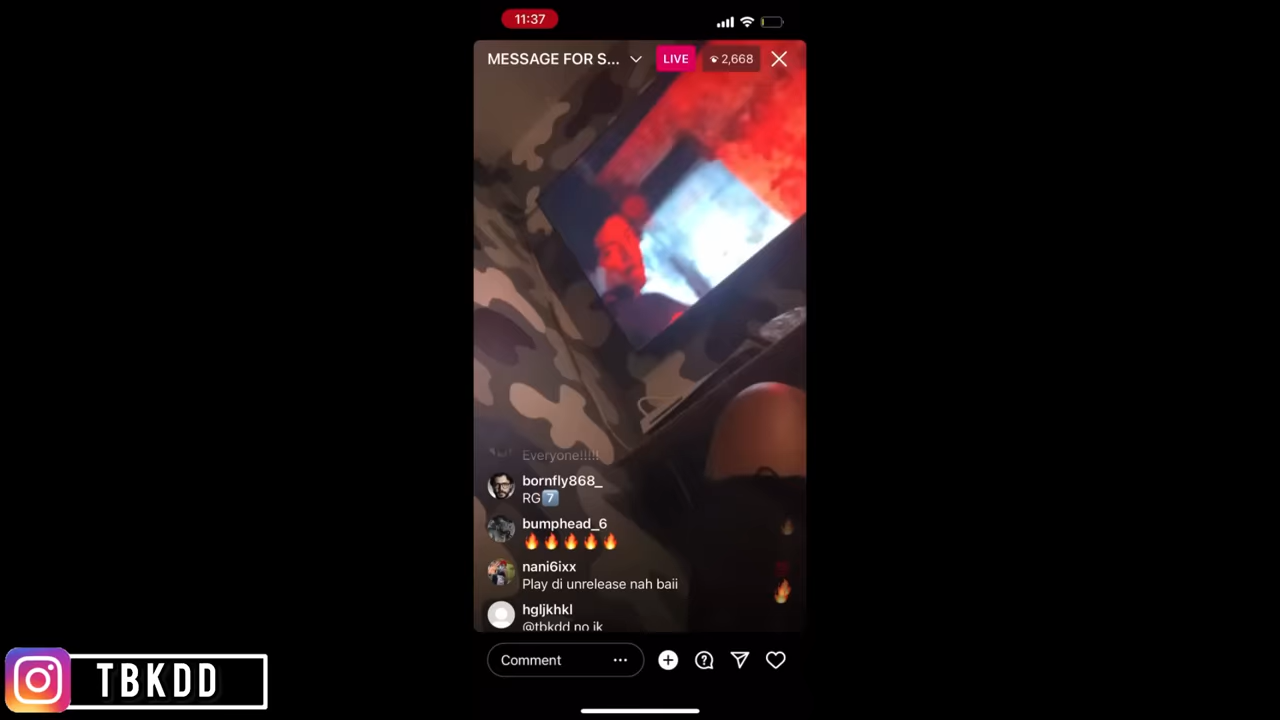 11:37
MESSAGE FOR S...
LIVE
2,668
Everyone!!!!!
bornfly868_
RG7️⃣
bumphead_6
🔥🔥🔥🔥🔥
nani6ixx
Play di unrelease nah baii
hgljkhkl
@tbkdd no ik
Comment
TBKDD